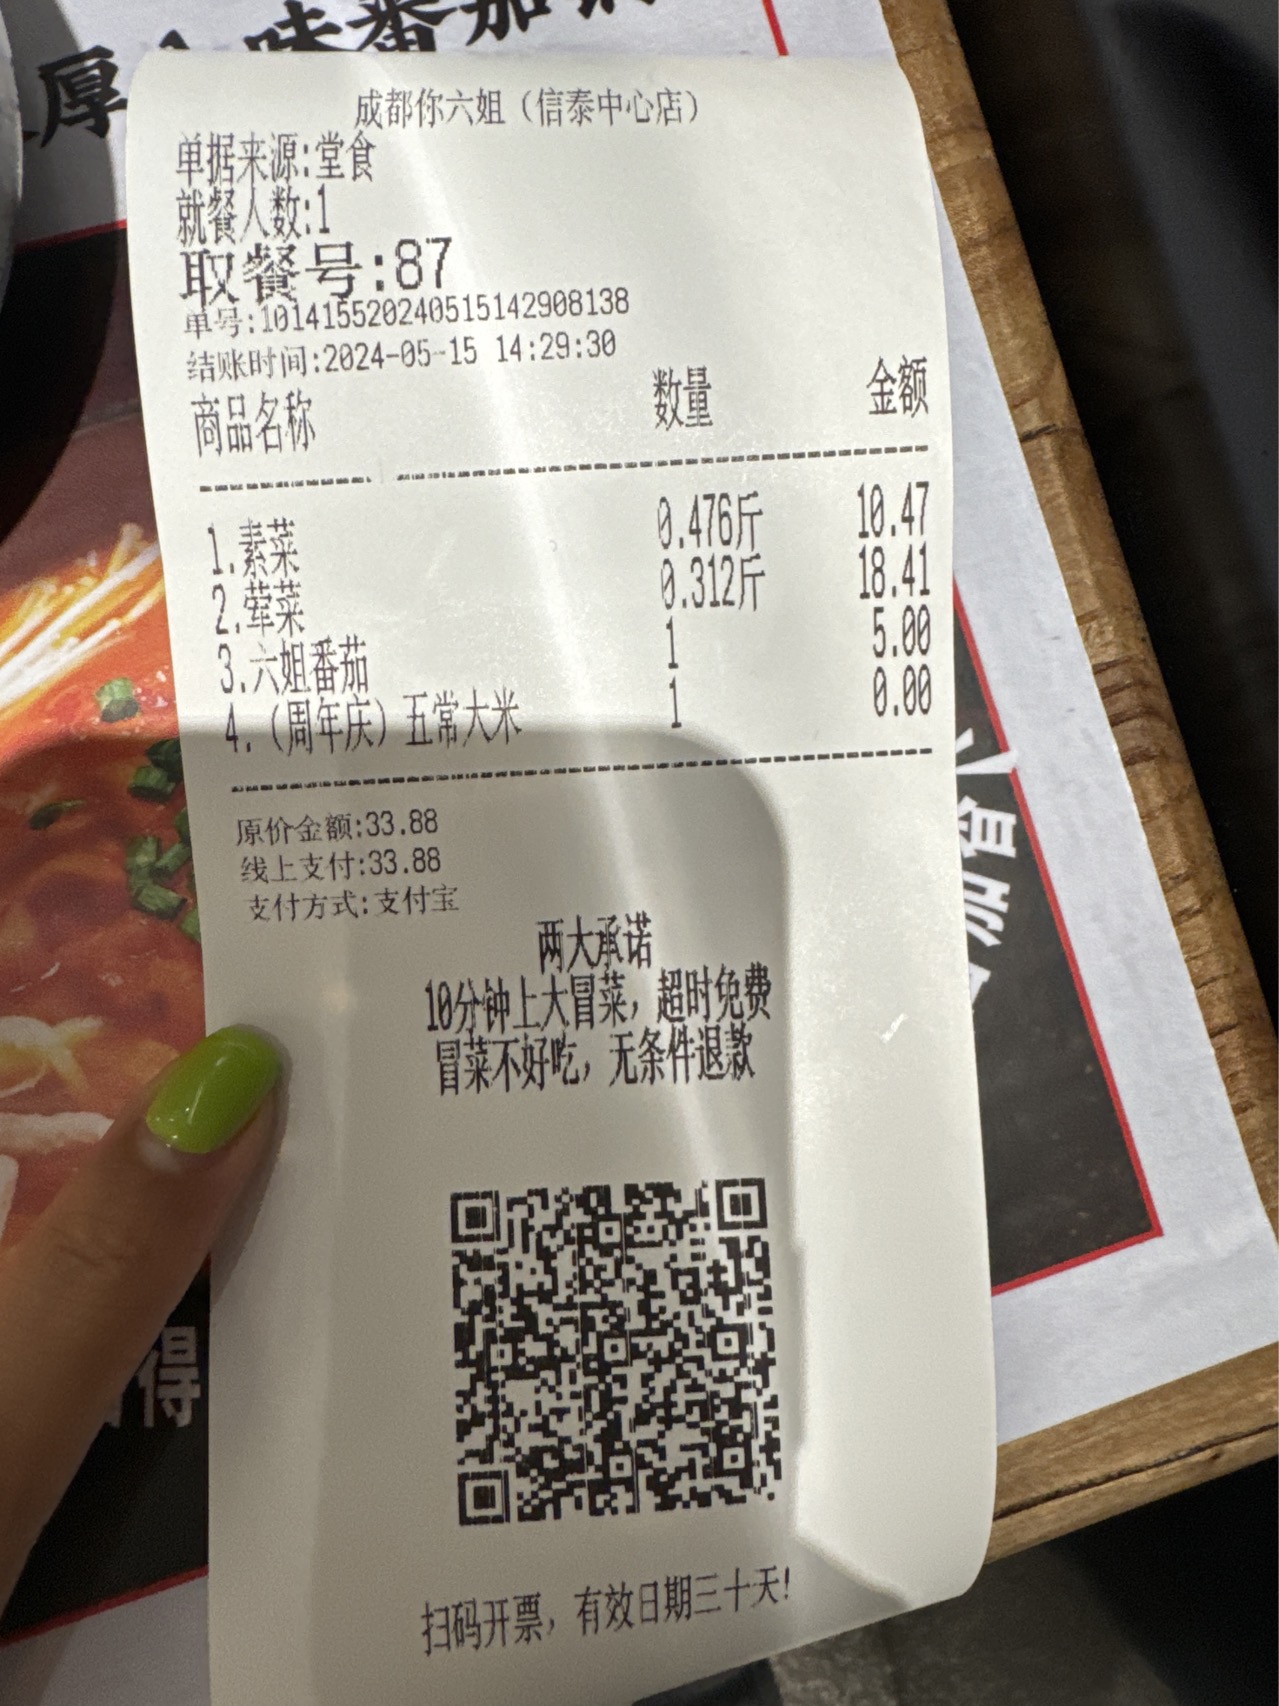 厚 味番茄
成都你六姐（信泰中心店）
单据来源:堂食
就餐人数:1
取餐号:87
单号:10141552024051514290​8138
结账时间:2024-05-15 14:29:30
商品名称 数量 金额
1.素菜 0.476斤 10.47
2.荤菜 0.312斤 18.41
3.六姐番茄 1 5.00
4.（周年庆）五常大米 1 0.00
原价金额:33.88
线上支付:33.88
支付方式:支付宝
两大承诺
10分钟上大冒菜，超时免费
冒菜不好吃，无条件退款
得
扫码开票，有效日期三十天!